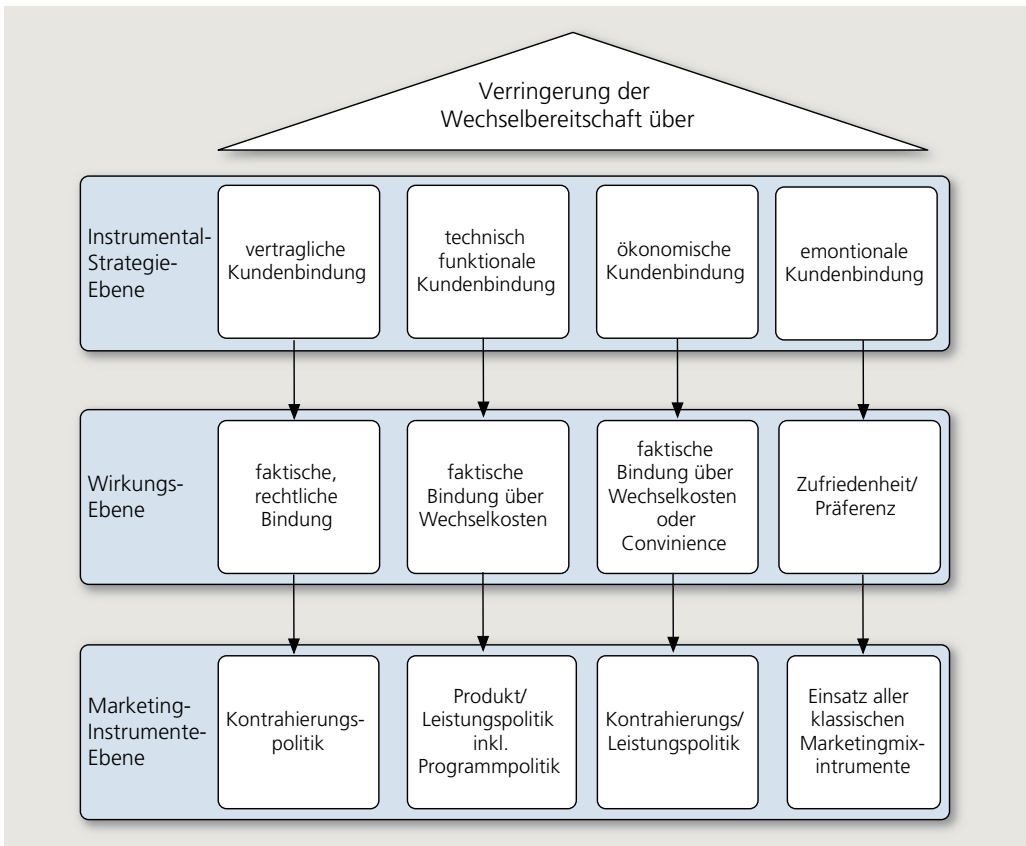 Verringerung der
Wechselbereitschaft über
Instrumental-
Strategie-
Ebene
vertragliche
Kundenbindung
technisch
funktionale
Kundenbindung
ökonomische
Kundenbindung
emontionale
Kundenbindung
Wirkungs-
Ebene
faktische,
rechtliche
Bindung
faktische
Bindung über
Wechselkosten
faktische
Bindung über
Wechselkosten
oder
Convinience
Zufriedenheit/
Präferenz
Marketing-
Instrumente-
Ebene
Kontrahierungs-
politik
Produkt/
Leistungspolitik
inkl.
Programmpolitik
Kontrahierungs/
Leistungspolitik
Einsatz aller
klassischen
Marketingmix-
intrumente